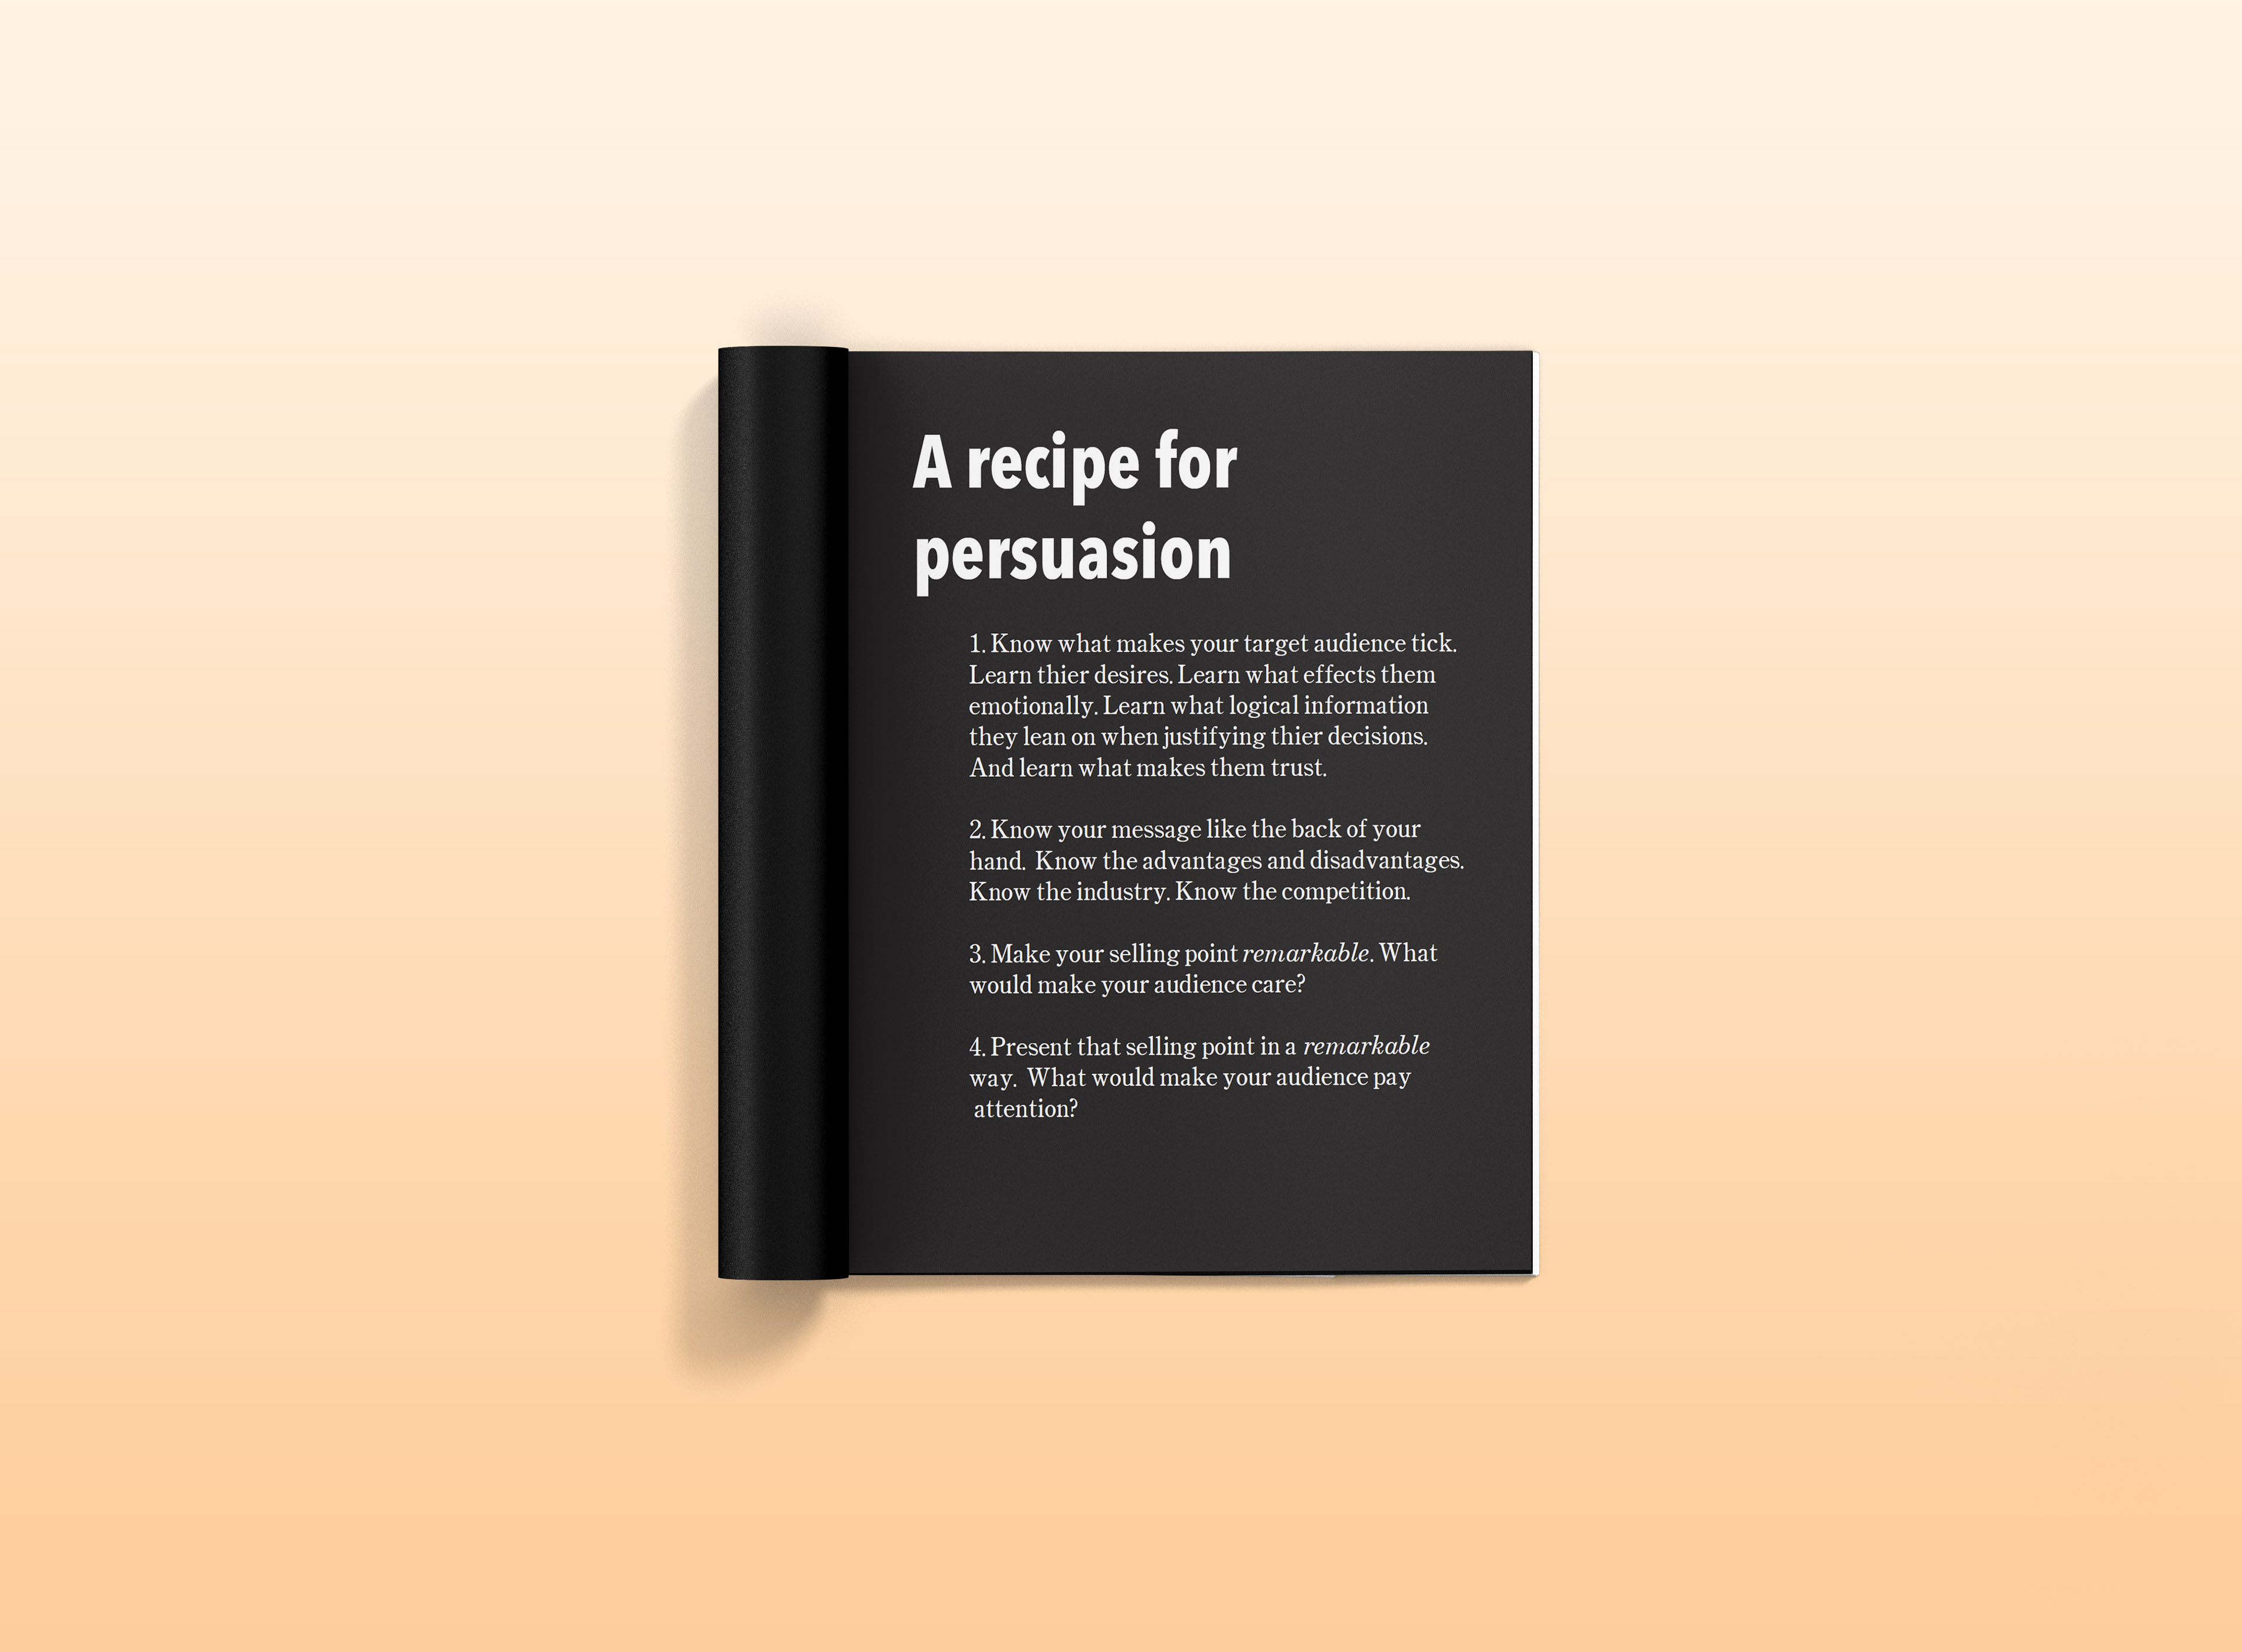 A recipe for
persuasion
1. Know what makes your target audience tick.
Learn thier desires. Learn what effects them
emotionally. Learn what logical information
they lean on when justifying thier decisions.
And learn what makes them trust.
2. Know your message like the back of your
hand. Know the advantages and disadvantages.
Know the industry. Know the competition.
3. Make your selling point remarkable. What
would make your audience care?
4. Present that selling point in a remarkable
way. What would make your audience pay
attention?